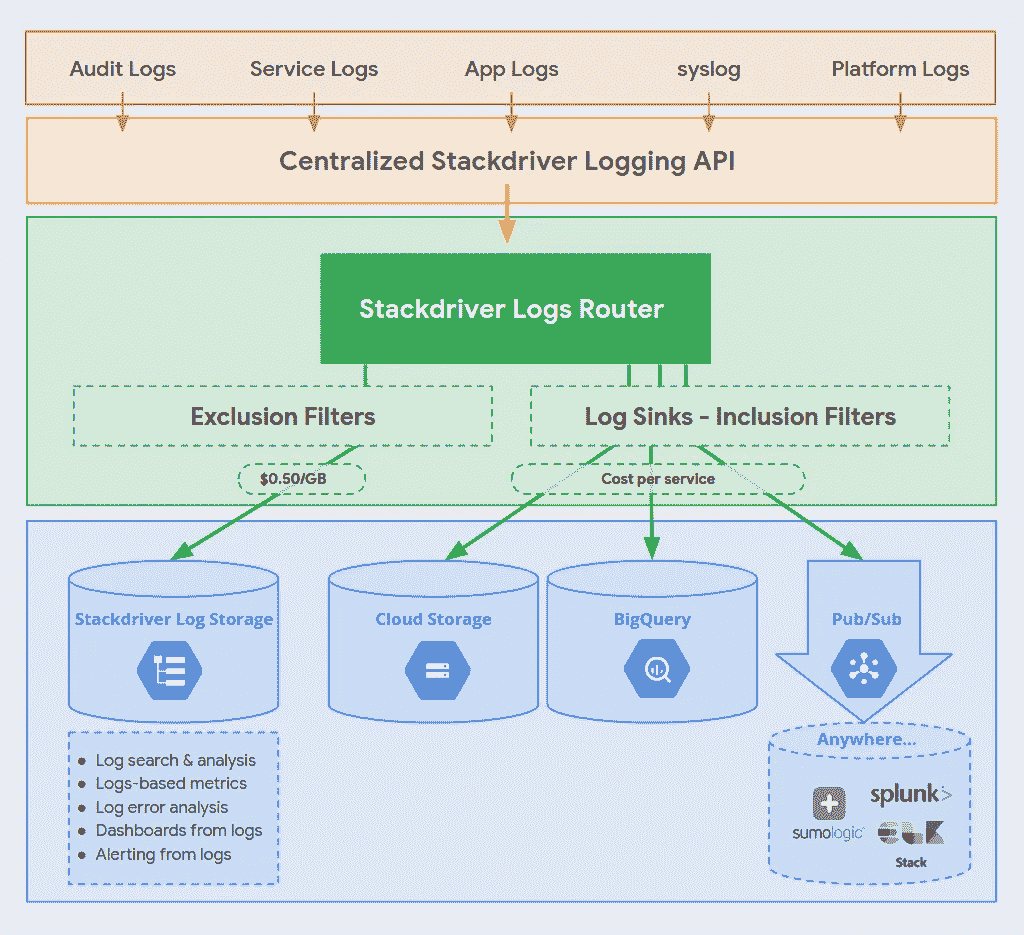 Audit Logs
Service Logs
App Logs
syslog
Platform Logs
Centralized Stackdriver Logging API
Stackdriver Logs Router
Exclusion Filters
Log Sinks - Inclusion Filters
$0.50/GB
Cost per service
Stackdriver Log Storage
Cloud Storage
BigQuery
Pub/Sub
● Log search & analysis
● Logs-based metrics
● Log error analysis
● Dashboards from logs
● Alerting from logs
Anywhere...
splunk>
sumologic
ELK
Stack